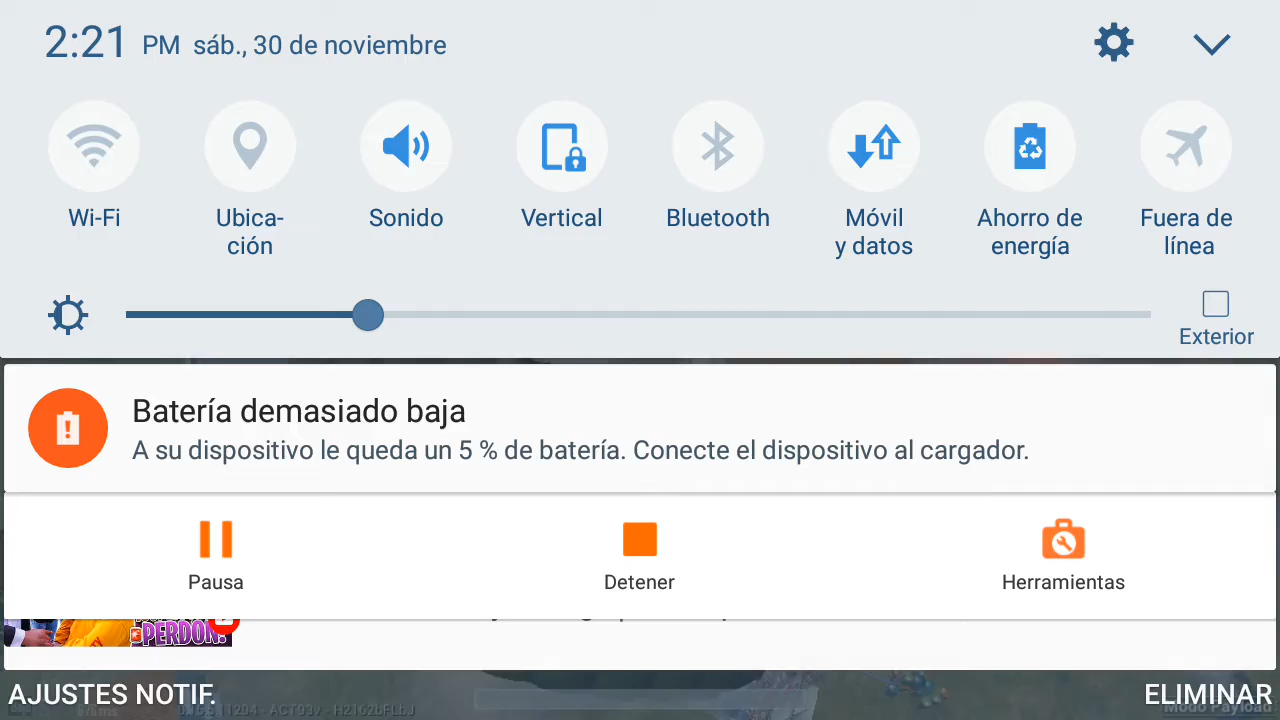 2:21 PM sáb., 30 de noviembre
Wi-Fi
Ubica-
ción
Sonido
Vertical
Bluetooth
Móvil
y datos
Ahorro de
energía
Fuera de
línea
Exterior
Batería demasiado baja
A su dispositivo le queda un 5 % de batería. Conecte el dispositivo al cargador.
Pausa
Detener
Herramientas
PERDON!
AJUSTES NOTIF.
ELIMINAR
Modo Payload